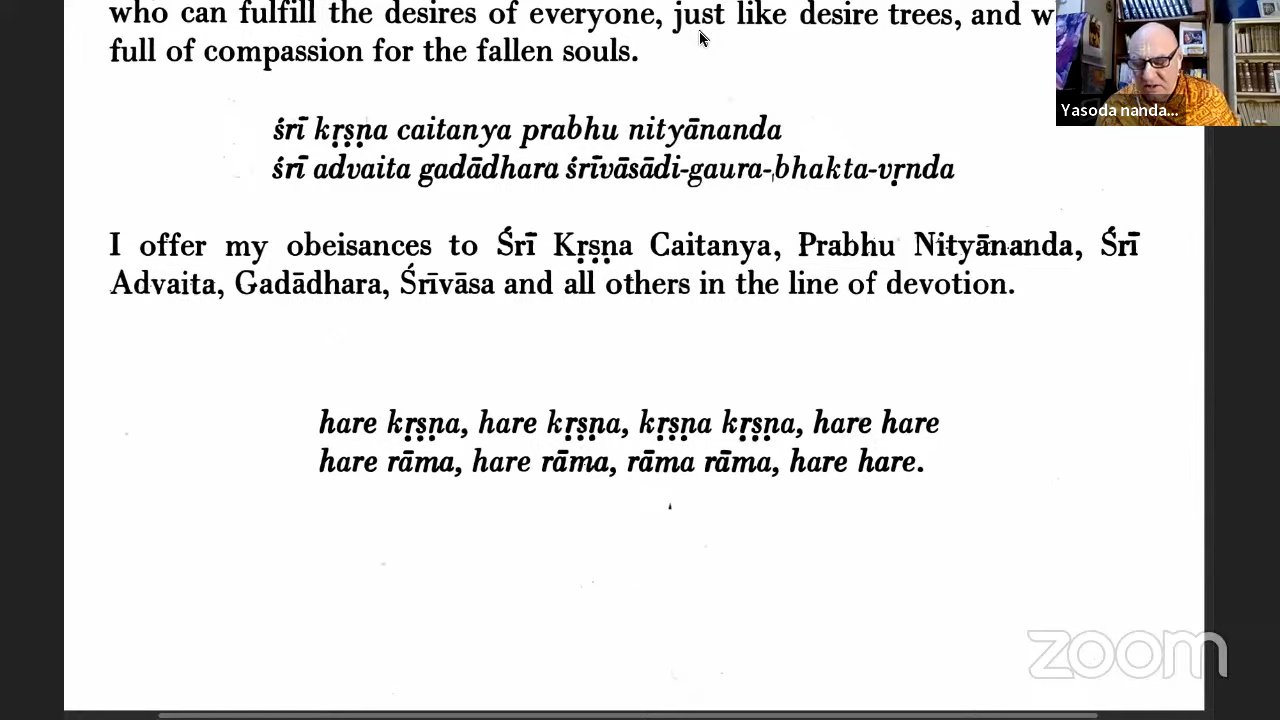 who can fulfill the desires of everyone, just like desire trees, and w
full of compassion for the fallen souls.
Yasoda nanda...
śrī kṛṣṇa caitanya prabhu nityānanda
śrī advaita gadādhara śrīvāsādi-gaura-bhakta-vṛnda
I offer my obeisances to Śrī Kṛṣṇa Caitanya, Prabhu Nityānanda, Śrī
Advaita, Gadādhara, Śrīvāsa and all others in the line of devotion.
hare kṛṣṇa, hare kṛṣṇa, kṛṣṇa kṛṣṇa, hare hare
hare rāma, hare rāma, rāma rāma, hare hare.
zoom